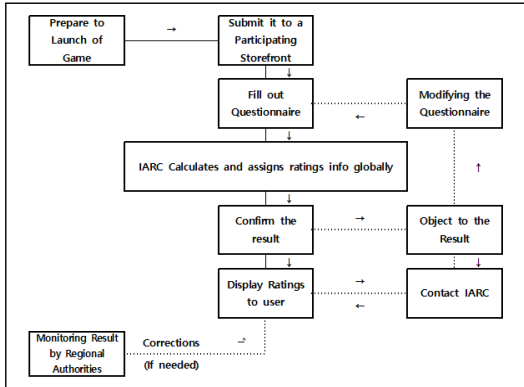 Prepare to
Launch of
Game
→
Submit it to a
Participating
Storefront
↓
Fill out
Questionnaire
←
Modifying the
Questionnaire
↓
IARC Calculates and assigns ratings info globally
↑
↓
Confirm the
result
→
Object to the
Result
↓
↓
Display Ratings
to user
→
←
Contact IARC
Monitoring Result
by Regional
Authorities
Corrections
(If needed)